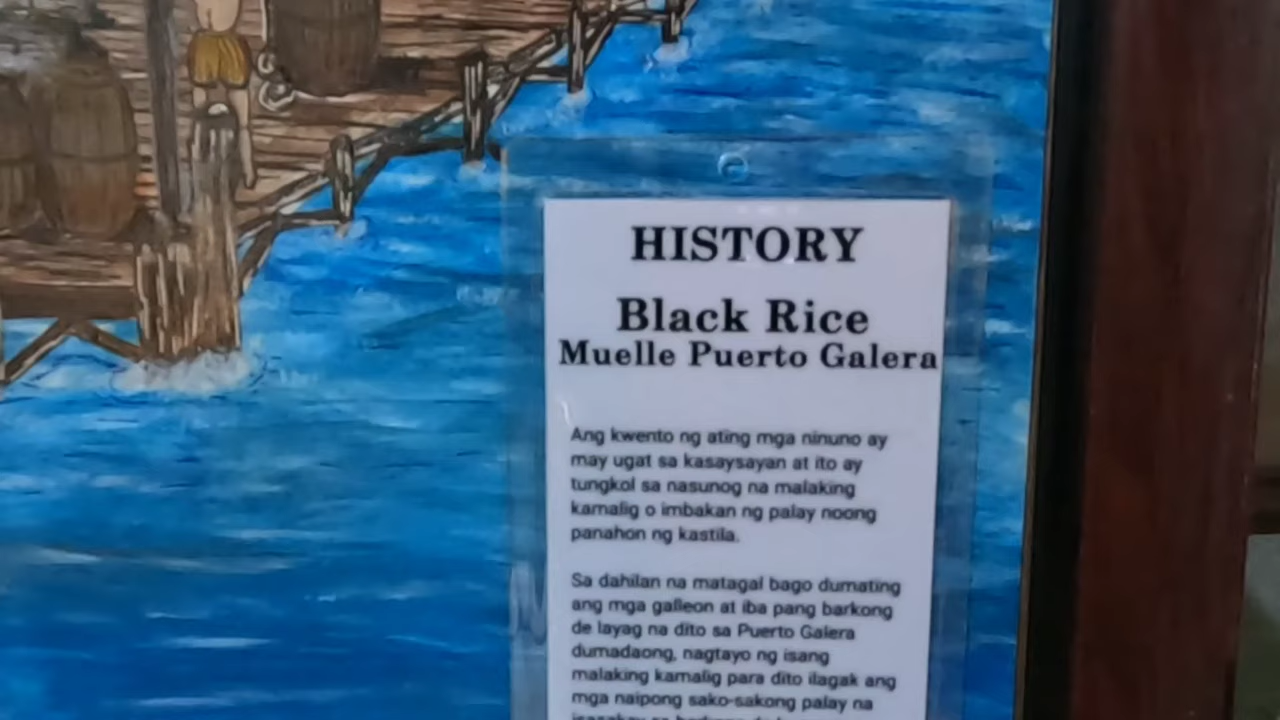 HISTORY
Black Rice
Muelle Puerto Galera
Ang kwento ng ating mga ninuno ay
may ugat sa kasaysayan at ito ay
tungkol sa nasunog na malaking
kamalig o imbakan ng palay noong
panahon ng kastila.
Sa dahilan na matagal bago dumating
ang mga galleon at iba pang barkong
de layag na dito sa Puerto Galera
dumadaong, nagtayo ng isang
malaking kamalig para dito ilagak ang
mga naipong sako-sakong palay na